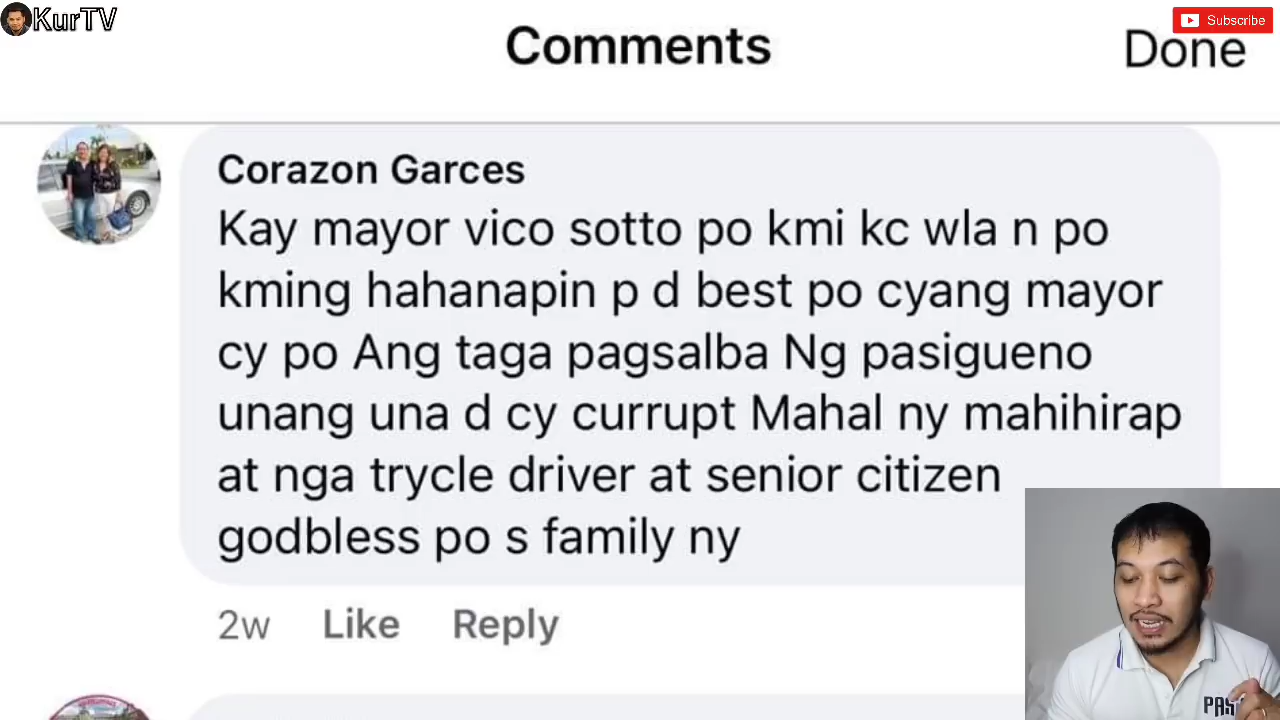 KurTV
Subscribe
Comments
Done
Corazon Garces
Kay mayor vico sotto po kmi kc wla n po
kming hahanapin p d best po cyang mayor
cy po Ang taga pagsalba Ng pasigueno
unang una d cy currupt Mahal ny mahihirap
at nga trycle driver at senior citizen
godbless po s family ny
2w Like Reply